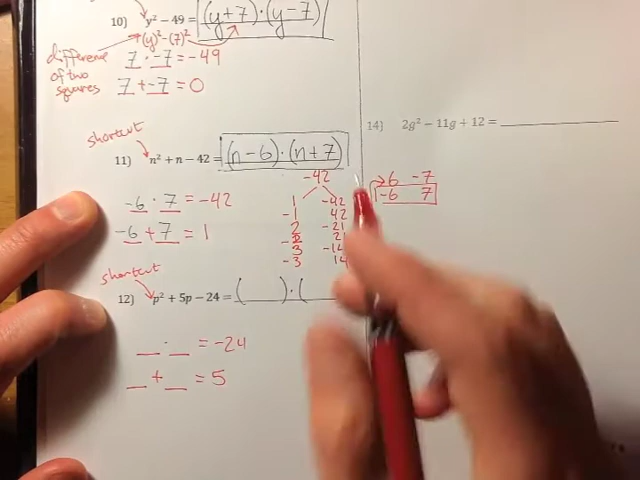 10) y² − 49 = (y+7)·(y−7)
(y)² − (7)²
difference of two squares
7 · −7 = −49
7 + −7 = 0
shortcut
11) n² + n − 42 = (n−6)·(n+7)
−6 · 7 = −42
−6 + 7 = 1
−42
1 −42
−1 42
2 −21
−2 21
3 −14
−3 14
6 −7
−6 7
shortcut
12) p² + 5p − 24 = (____)·(
__ · __ = −24
__ + __ = 5
14) 2g² − 11g + 12 = ____________